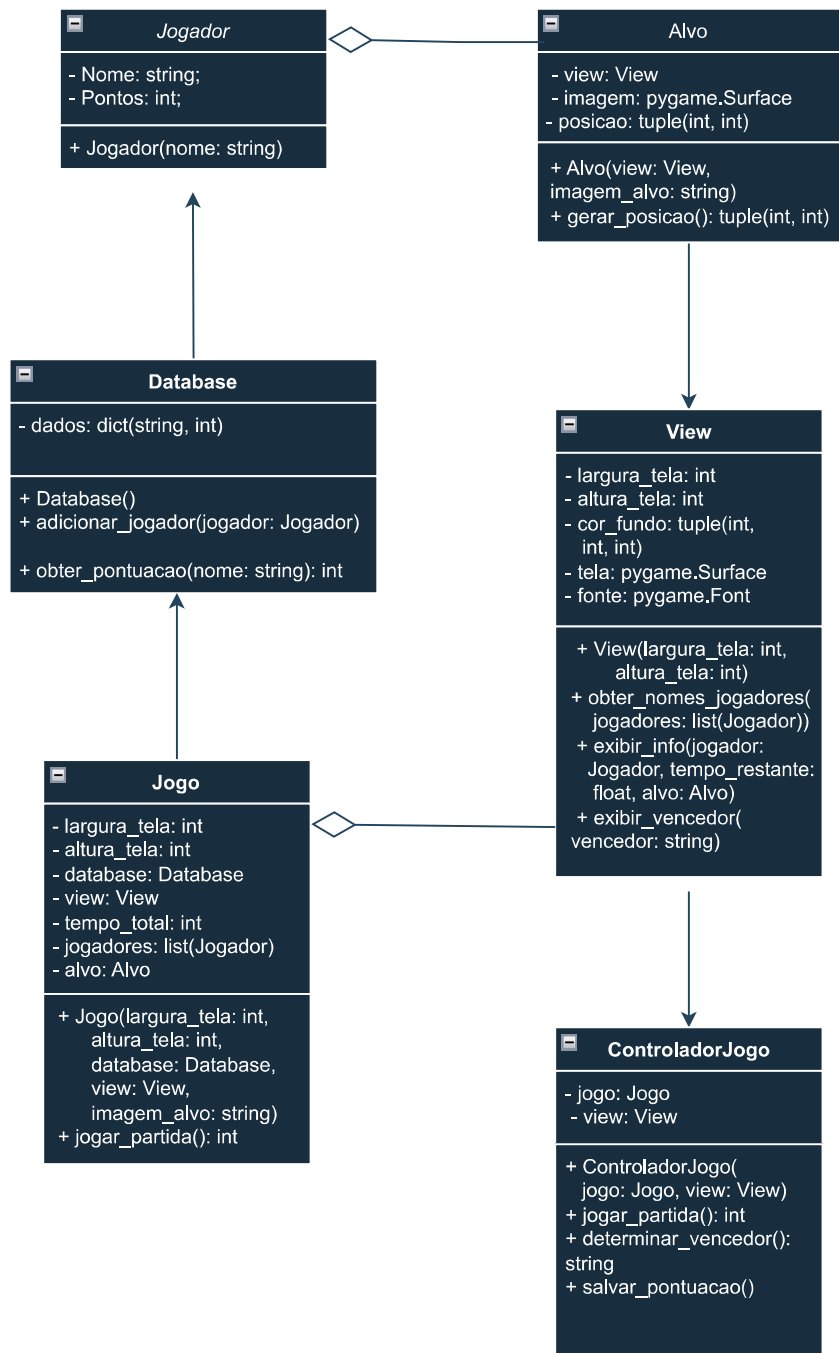 Jogador
- Nome: string;
- Pontos: int;
+ Jogador(nome: string)
Alvo
- view: View
- imagem: pygame.Surface
- posicao: tuple(int, int)
+ Alvo(view: View,
imagem_alvo: string)
+ gerar_posicao(): tuple(int, int)
Database
- dados: dict(string, int)
+ Database()
+ adicionar_jogador(jogador: Jogador)
+ obter_pontuacao(nome: string): int
View
- largura_tela: int
- altura_tela: int
- cor_fundo: tuple(int,
int, int)
- tela: pygame.Surface
- fonte: pygame.Font
+ View(largura_tela: int,
altura_tela: int)
+ obter_nomes_jogadores(
jogadores: list(Jogador))
+ exibir_info(jogador:
Jogador, tempo_restante:
float, alvo: Alvo)
+ exibir_vencedor(
vencedor: string)
Jogo
- largura_tela: int
- altura_tela: int
- database: Database
- view: View
- tempo_total: int
- jogadores: list(Jogador)
- alvo: Alvo
+ Jogo(largura_tela: int,
altura_tela: int,
database: Database,
view: View,
imagem_alvo: string)
+ jogar_partida(): int
ControladorJogo
- jogo: Jogo
- view: View
+ ControladorJogo(
jogo: Jogo, view: View)
+ jogar_partida(): int
+ determinar_vencedor():
string
+ salvar_pontuacao()